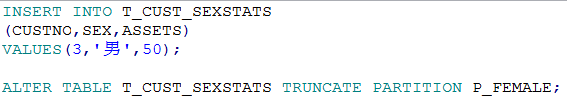 INSERT INTO T_CUST_SEXSTATS
(CUSTNO,SEX,ASSETS)
VALUES(3,'男',50);
ALTER TABLE T_CUST_SEXSTATS TRUNCATE PARTITION P_FEMALE;